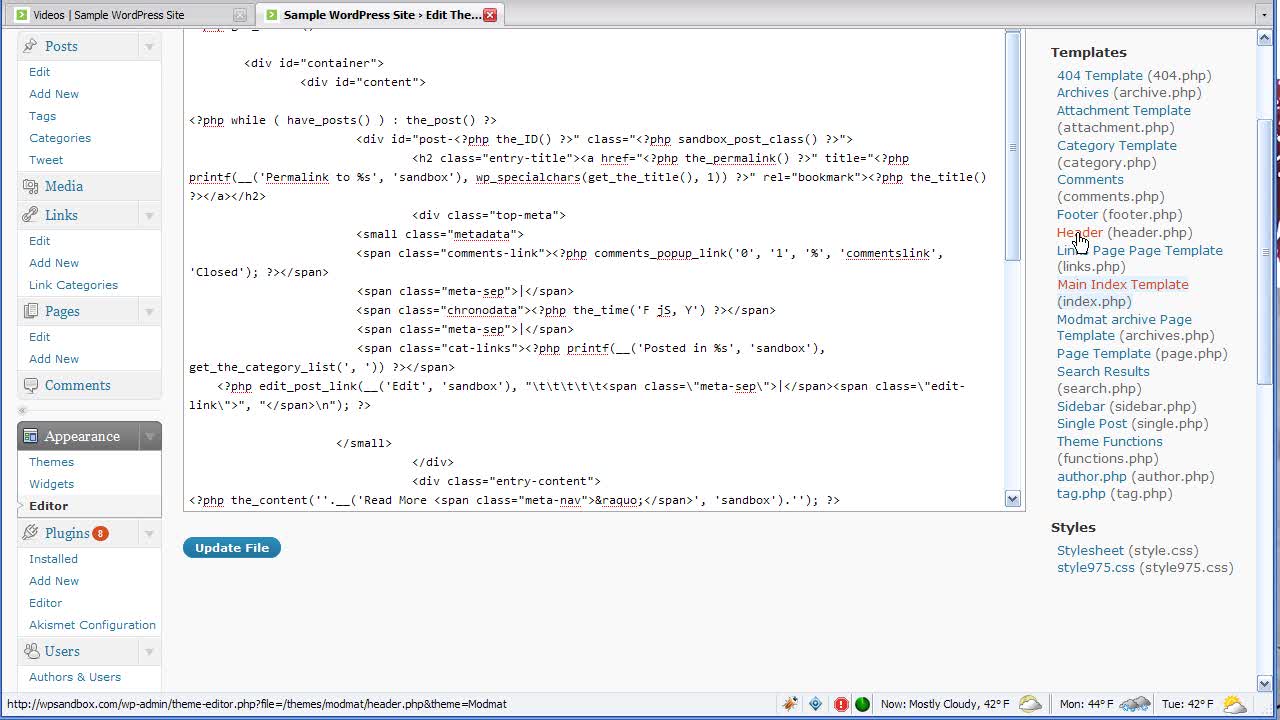 Videos | Sample WordPress Site
Sample WordPress Site › Edit The...
Posts
Edit
Add New
Tags
Categories
Tweet
Media
Links
Edit
Add New
Link Categories
Pages
Edit
Add New
Comments
Appearance
Themes
Widgets
Editor
Plugins 8
Installed
Add New
Editor
Akismet Configuration
Users
Authors & Users
<div id="container">
<div id="content">
<?php while ( have_posts() ) : the_post() ?>
<div id="post-<?php the_ID() ?>" class="<?php sandbox_post_class() ?>">
<h2 class="entry-title"><a href="<?php the_permalink() ?>" title="<?php
printf(__('Permalink to %s', 'sandbox'), wp_specialchars(get_the_title(), 1)) ?>" rel="bookmark"><?php the_title()
?></a></h2>
<div class="top-meta">
<small class="metadata">
<span class="comments-link"><?php comments_popup_link('0', '1', '%', 'commentslink',
'Closed'); ?></span>
<span class="meta-sep">|</span>
<span class="chronodata"><?php the_time('F jS, Y') ?></span>
<span class="meta-sep">|</span>
<span class="cat-links"><?php printf(__('Posted in %s', 'sandbox'),
get_the_category_list(', ')) ?></span>
<?php edit_post_link(__('Edit', 'sandbox'), "\t\t\t\t\t<span class=\"meta-sep\">|</span><span class=\"edit-
link\">", "</span>\n"); ?>
</small>
</div>
<div class="entry-content">
<?php the_content(''.__('Read More <span class="meta-nav">&raquo;</span>', 'sandbox').''); ?>
Update File
Templates
404 Template (404.php)
Archives (archive.php)
Attachment Template
(attachment.php)
Category Template
(category.php)
Comments
(comments.php)
Footer (footer.php)
Header (header.php)
Links Page Page Template
(links.php)
Main Index Template
(index.php)
Modmat archive Page
Template (archives.php)
Page Template (page.php)
Search Results
(search.php)
Sidebar (sidebar.php)
Single Post (single.php)
Theme Functions
(functions.php)
author.php (author.php)
tag.php (tag.php)
Styles
Stylesheet (style.css)
style975.css (style975.css)
http://wpsandbox.com/wp-admin/theme-editor.php?file=/themes/modmat/header.php&theme=Modmat
Now: Mostly Cloudy, 42° F
Mon: 44° F
Tue: 42° F